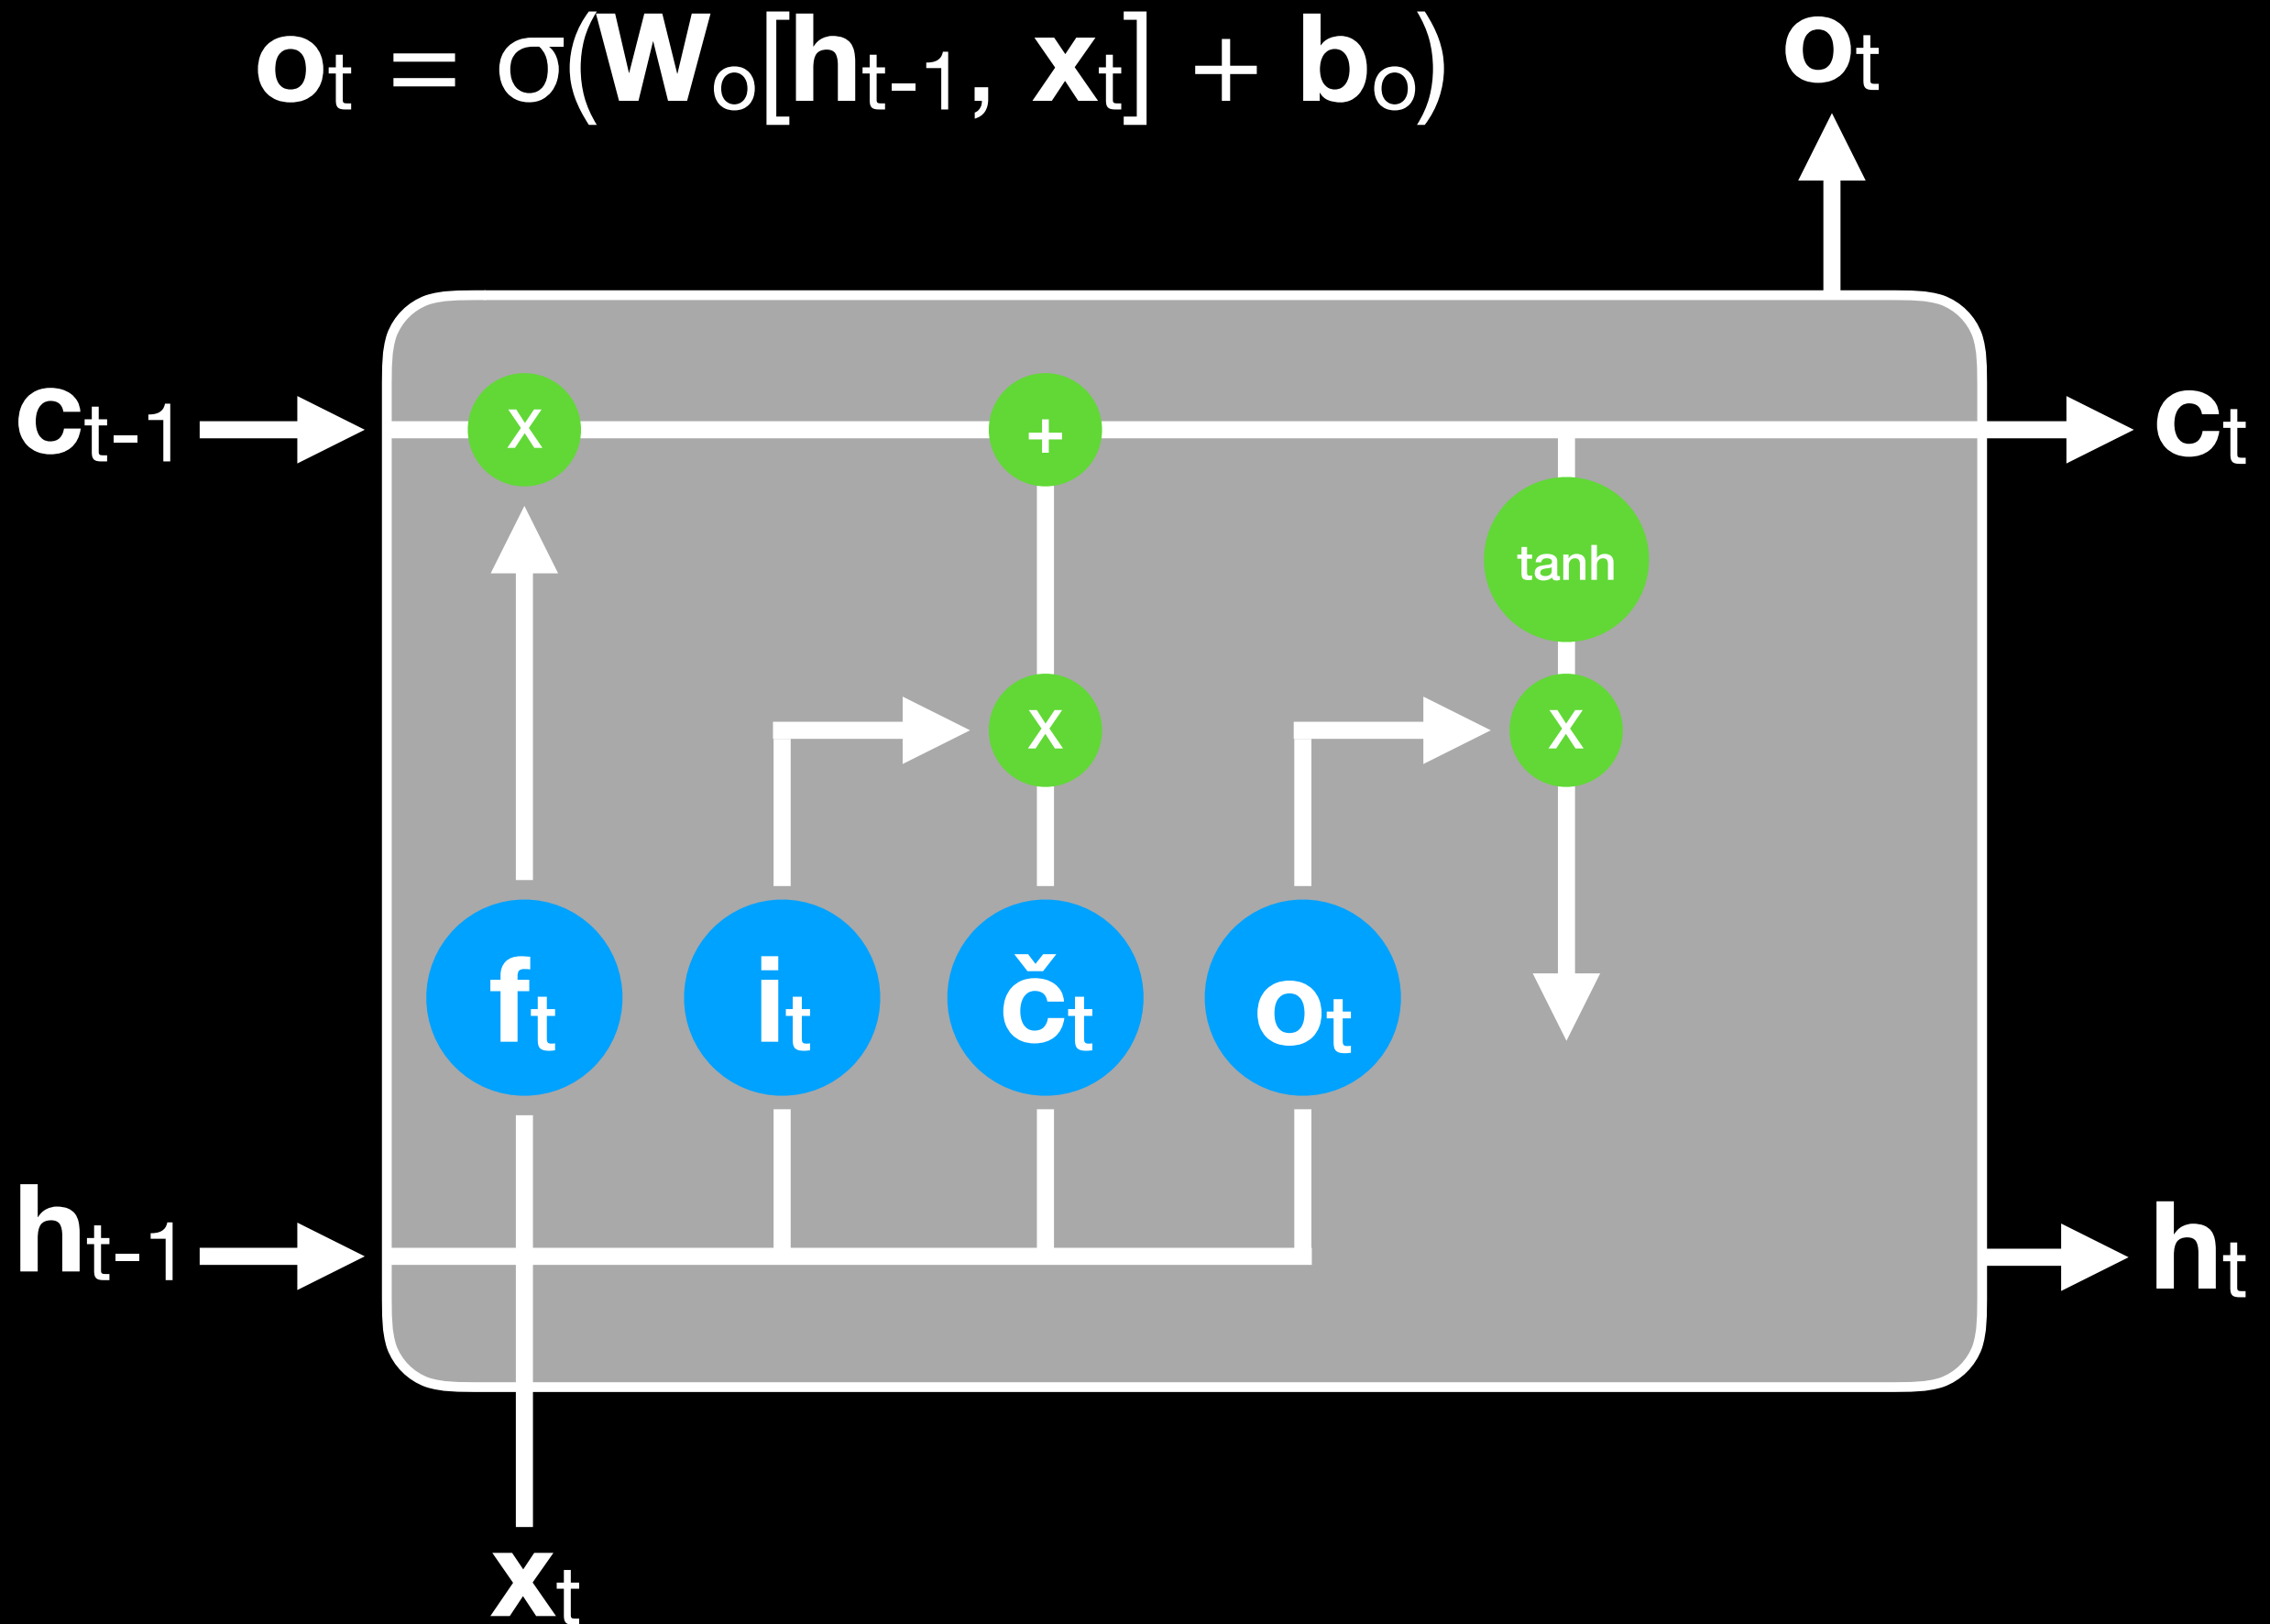 oₜ = σ(Wₒ[hₜ₋₁, xₜ] + bₒ)
oₜ
cₜ₋₁
x
+
cₜ
tanh
x
x
fₜ
iₜ
čₜ
oₜ
hₜ₋₁
hₜ
xₜ